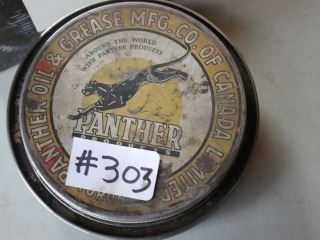 PANTHER OIL & GREASE MFG. CO. OF CANADA
AROUND THE WORLD
WITH PANTHER PRODUCTS
PANTHER
#303